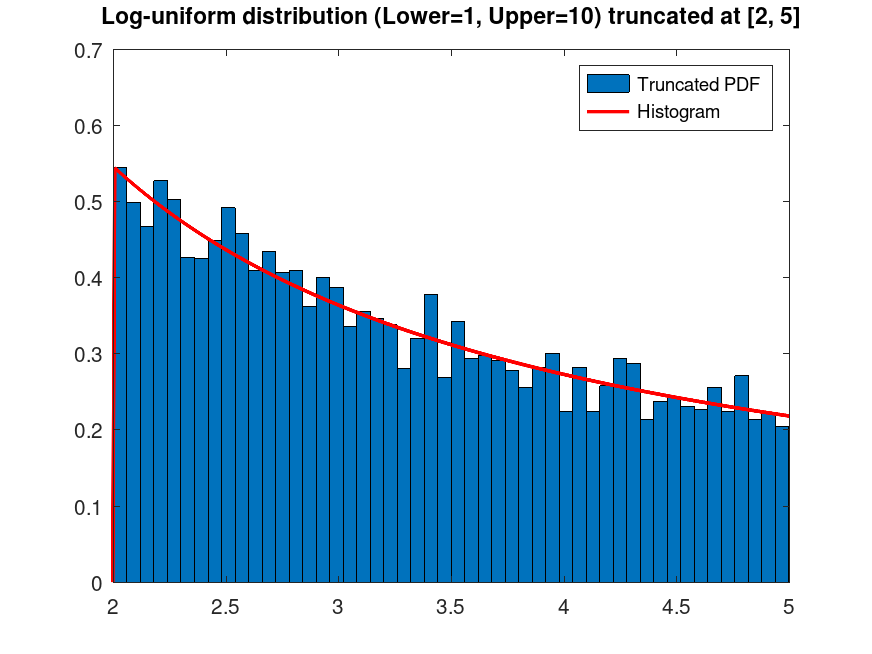 Log-uniform distribution (Lower=1, Upper=10) truncated at [2, 5]
0.7
0.6
0.5
0.4
0.3
0.2
0.1
0
Truncated PDF
Histogram
2 2.5 3 3.5 4 4.5 5